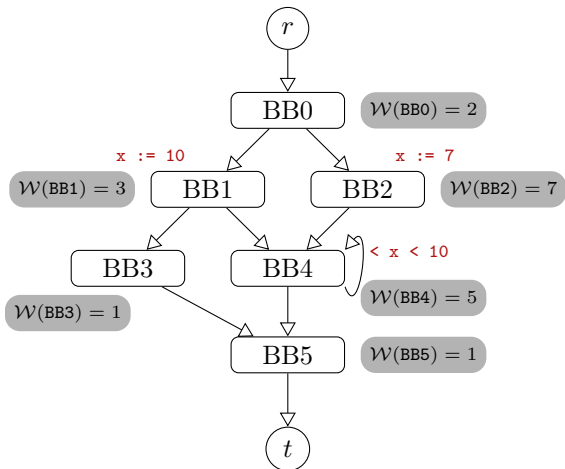 r
BB0 W(BB0) = 2
x := 10 x := 7
W(BB1) = 3 BB1 BB2 W(BB2) = 7
< x < 10
BB3 BB4
W(BB4) = 5
W(BB3) = 1
BB5 W(BB5) = 1
t